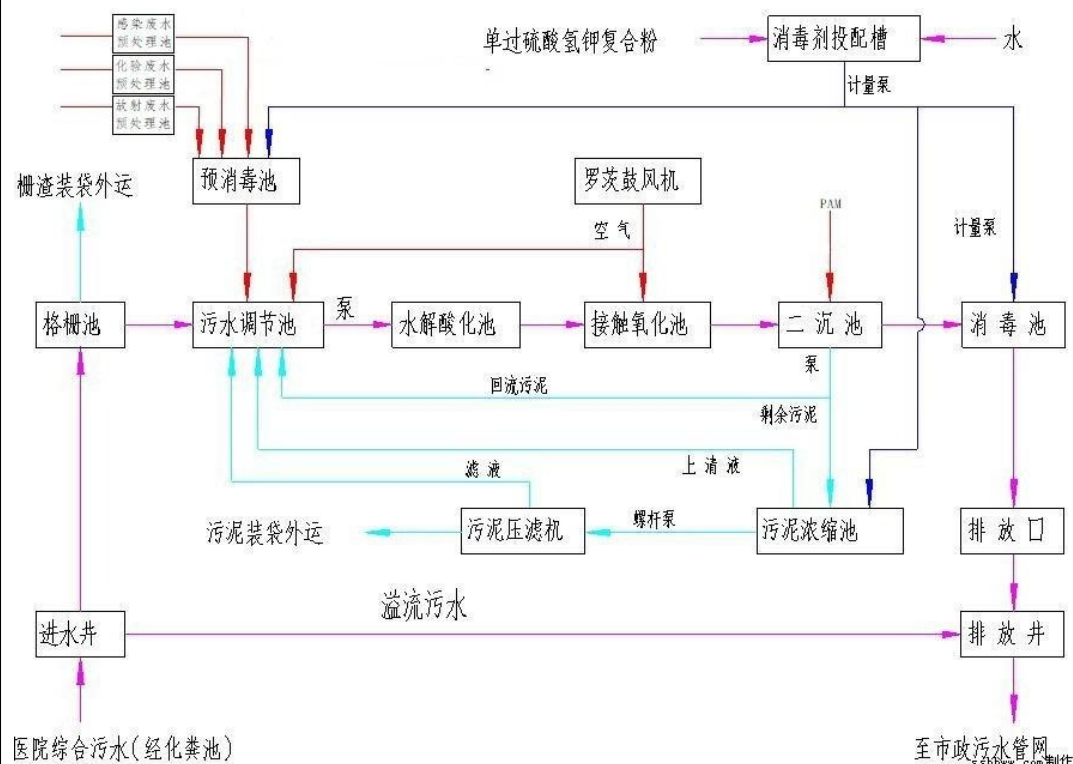 感染废水
预处理池
单过硫酸氢钾复合粉
消毒剂投配槽
水
化验废水
预处理池
计量泵
放射废水
预处理池
栅渣装袋外运
预消毒池
罗茨鼓风机
PAM
空气
计量泵
格栅池
污水调节池
泵
水解酸化池
接触氧化池
二沉池
消毒池
泵
回流污泥
剩余污泥
滤液
上清液
污泥装袋外运
污泥压滤机
螺杆泵
污泥浓缩池
排放口
溢流污水
进水井
排放井
医院综合污水(经化粪池)
至市政污水管网
制作